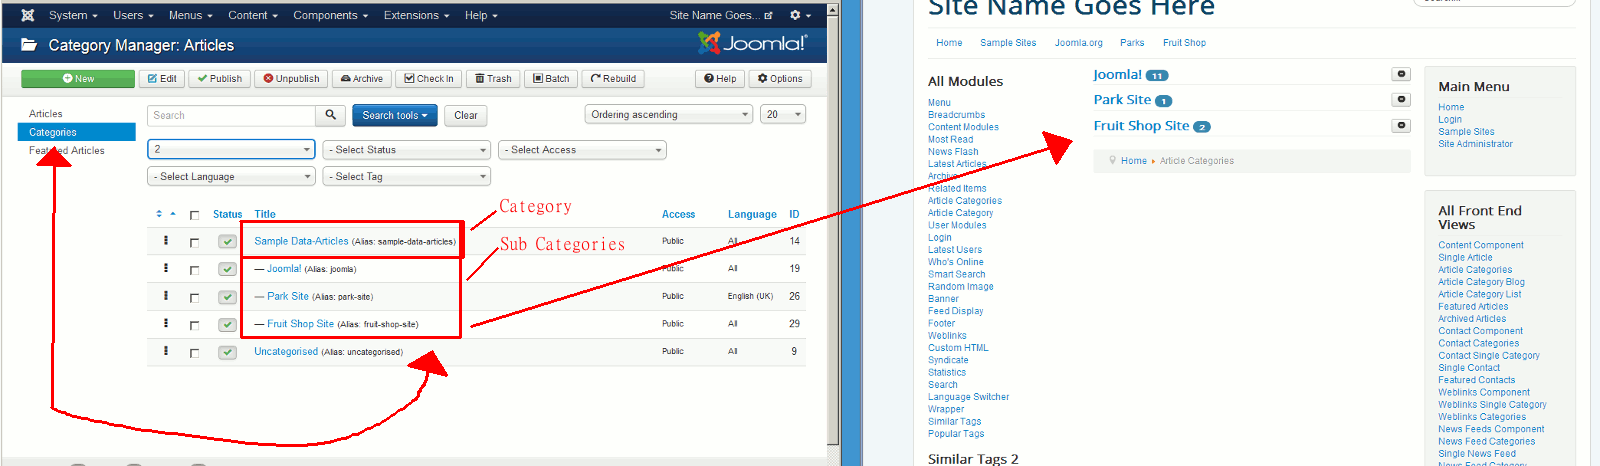 System Users Menus Content Components Extensions Help Site Name Goes...
Category Manager: Articles Joomla!
New Edit Publish Unpublish Archive Check In Trash Batch Rebuild Help Options
Articles
Categories
Featured Articles
Search Search tools Clear Ordering ascending 20
2 - Select Status - Select Access
- Select Language - Select Tag
Status Title Access Language ID
Sample Data-Articles (Alias: sample-data-articles) Public All 14
— Joomla! (Alias: joomla) Public All 19
— Park Site (Alias: park-site) Public English (UK) 26
— Fruit Shop Site (Alias: fruit-shop-site) Public All 29
Uncategorised (Alias: uncategorised) Public All 9
Category
Sub Categories
Site Name Goes Here
Search...
Home Sample Sites Joomla.org Parks Fruit Shop
All Modules
Menu
Breadcrumbs
Content Modules
Most Read
News Flash
Latest Articles
Archive
Related Items
Article Categories
Article Category
User Modules
Login
Latest Users
Who's Online
Smart Search
Random Image
Banner
Feed Display
Footer
Weblinks
Custom HTML
Syndicate
Statistics
Search
Language Switcher
Wrapper
Similar Tags
Popular Tags
Similar Tags 2
Joomla! 11
Park Site 1
Fruit Shop Site 2
Home Article Categories
Main Menu
Home
Login
Sample Sites
Site Administrator
All Front End
Views
Content Component
Single Article
Article Categories
Article Category Blog
Article Category List
Featured Articles
Archived Articles
Contact Component
Contact Categories
Contact Single Category
Single Contact
Featured Contacts
Weblinks Component
Weblinks Single Category
Weblinks Categories
News Feeds Component
News Feed Categories
Single News Feed
News Feed Category